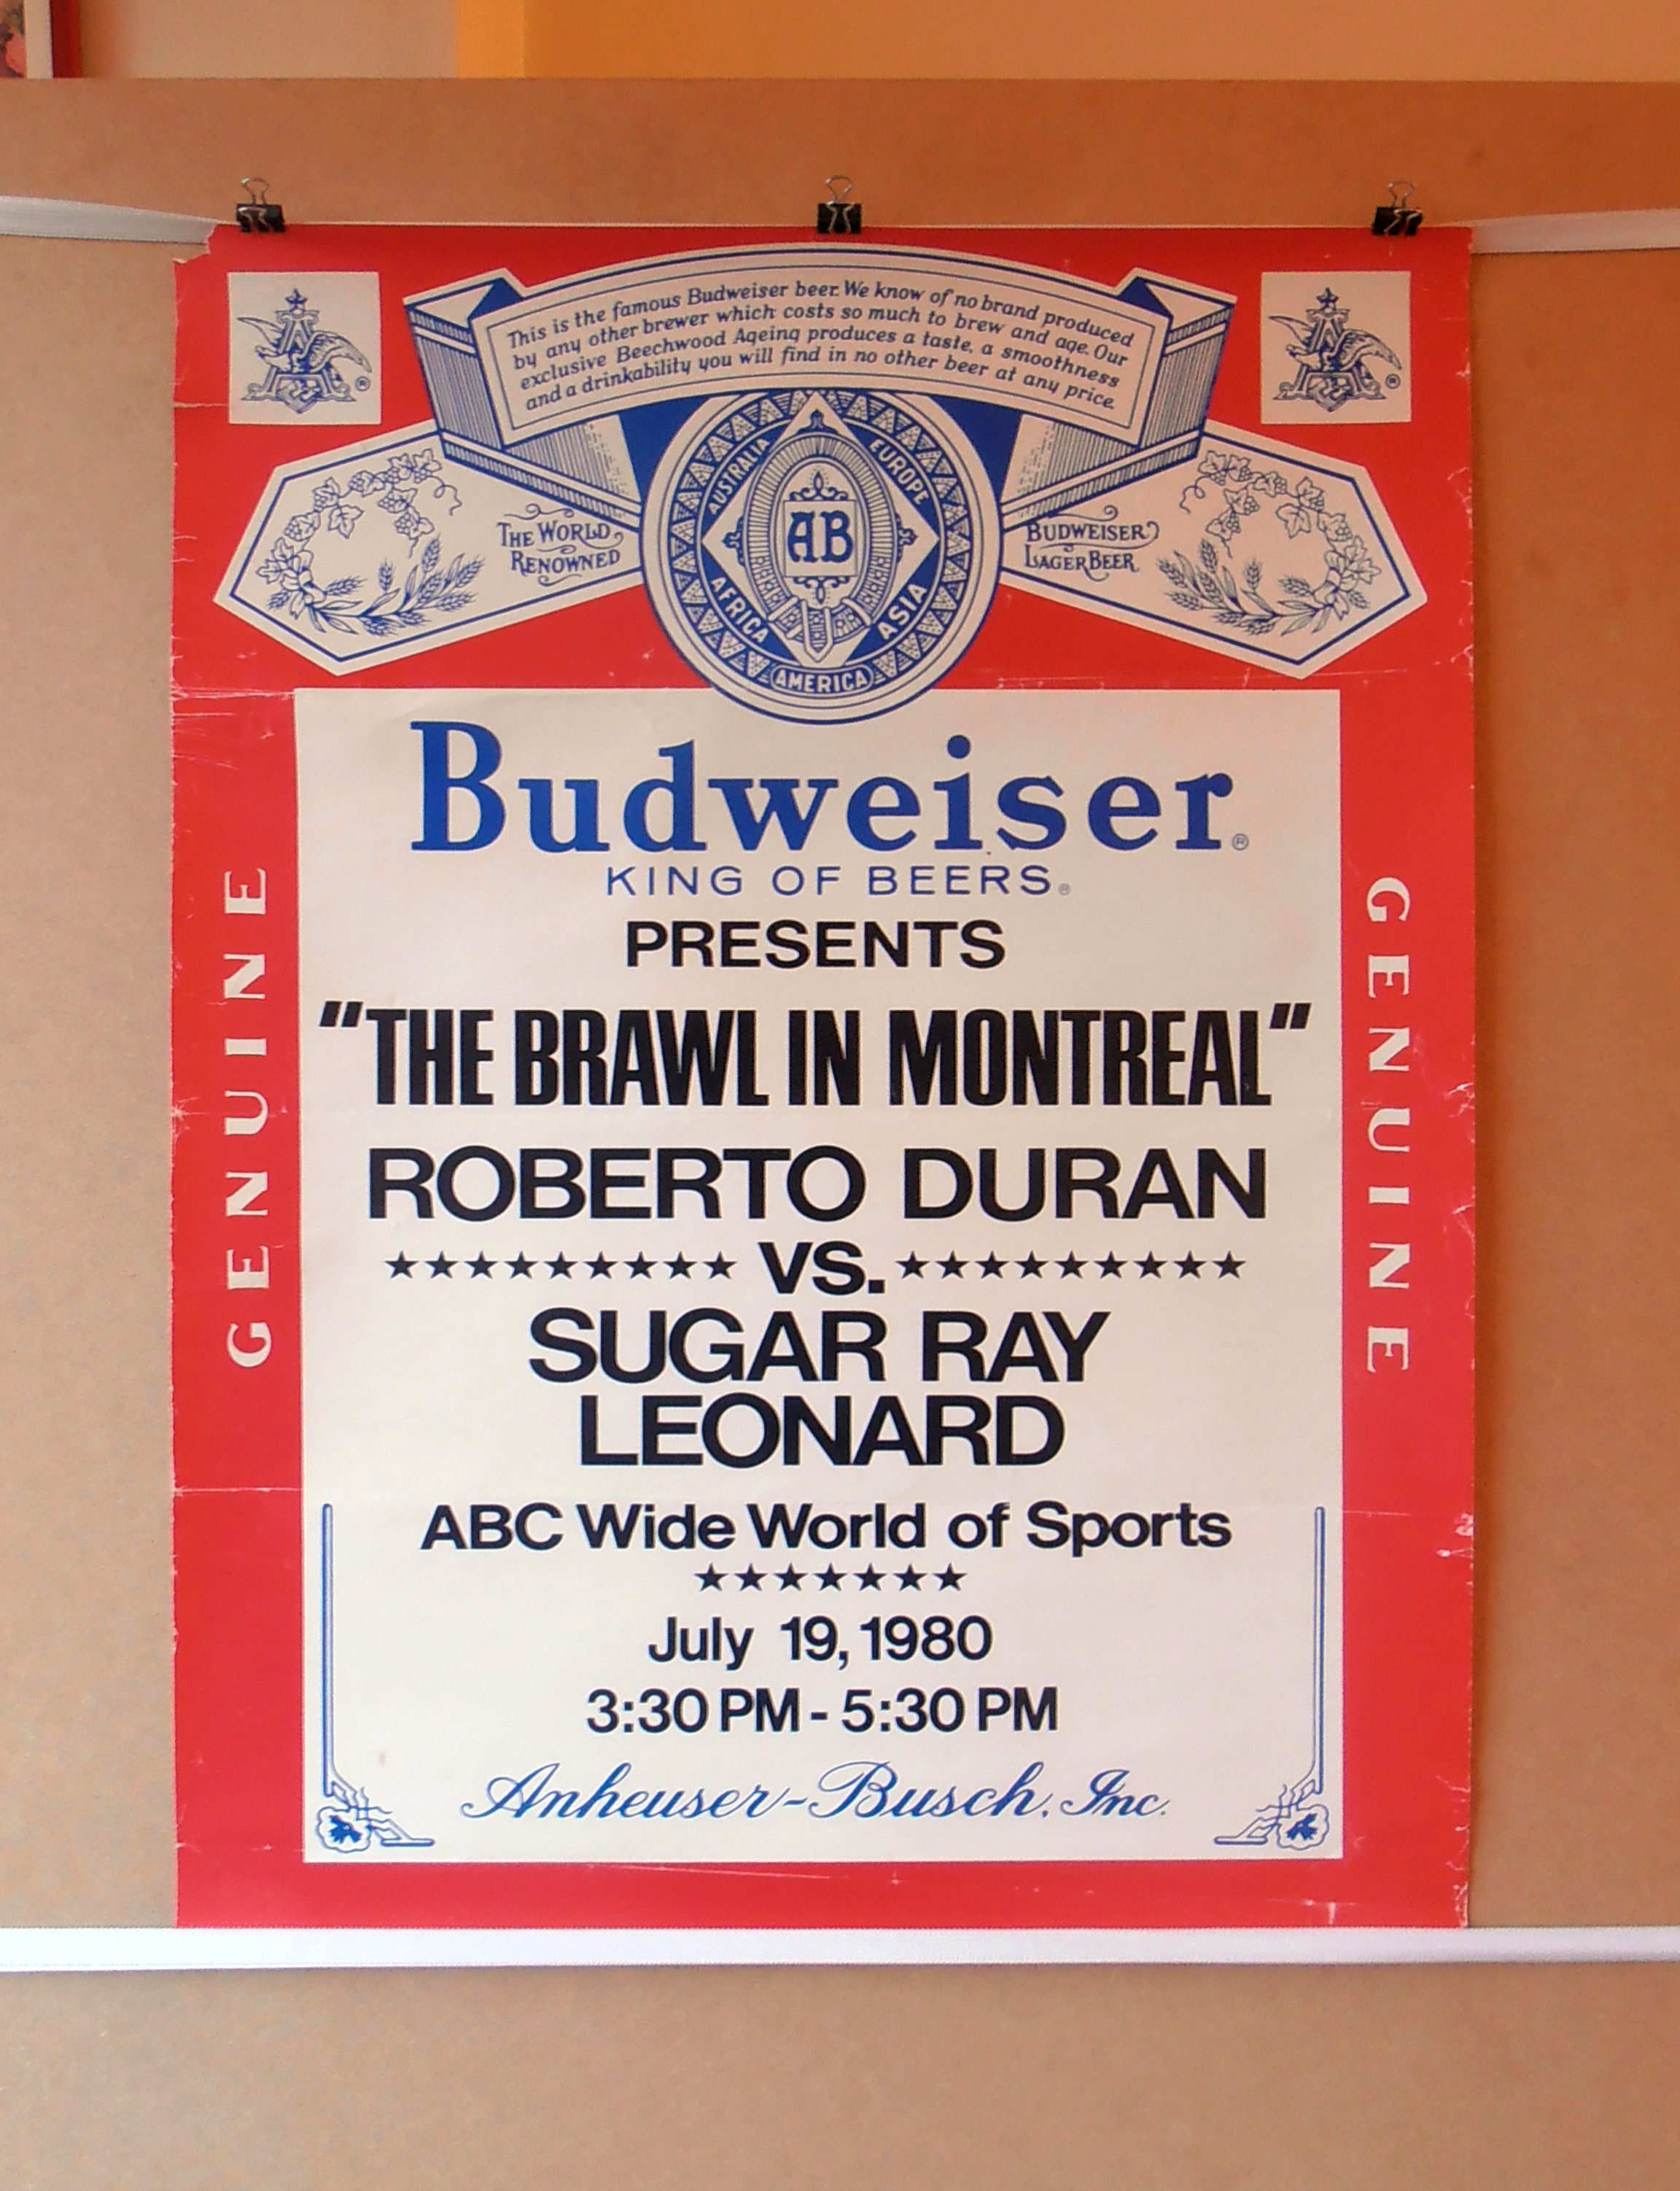 This is the famous Budweiser beer. We know of no brand produced
by any other brewer which costs so much to brew and age. Our
exclusive Beechwood Ageing produces a taste, a smoothness
and a drinkability you will find in no other beer at any price.
®
®
AUSTRALIA
EUROPE
THE WORLD
RENOWNED
AB
BUDWEISER
LAGER BEER
AFRICA
ASIA
AMERICA
Budweiser®
KING OF BEERS®
PRESENTS
"THE BRAWL IN MONTREAL"
ROBERTO DURAN
★★★★★★★★★ VS. ★★★★★★★★★
SUGAR RAY
LEONARD
ABC Wide World of Sports
★★★★★★★
July 19, 1980
3:30 PM - 5:30 PM
Anheuser-Busch, Inc.
GENUINE
GENUINE